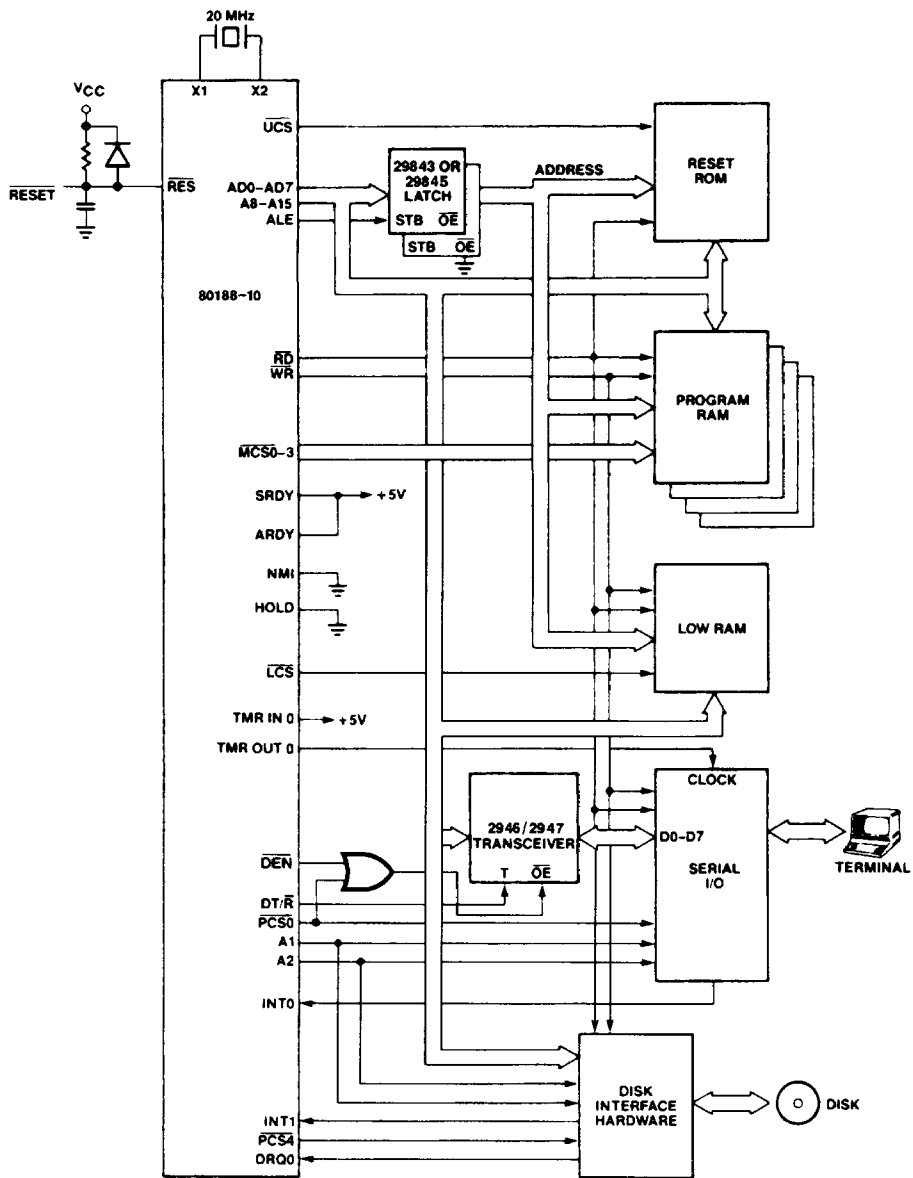 20 MHz
X1
X2
VCC
RESET
RES
UCS
AD0-AD7
A8-A15
ALE
29843 OR
29845
LATCH
STB OE
STB OE
ADDRESS
RESET
ROM
80188-10
RD
WR
PROGRAM
RAM
MCS0-3
SRDY
+5V
ARDY
NMI
HOLD
LOW RAM
LCS
TMR IN 0
+5V
TMR OUT 0
CLOCK
2946/2947
TRANSCEIVER
T OE
D0-D7
SERIAL
I/O
TERMINAL
DEN
DT/R
PCS0
A1
A2
INT0
DISK
INTERFACE
HARDWARE
DISK
INT1
PCS4
DRQ0